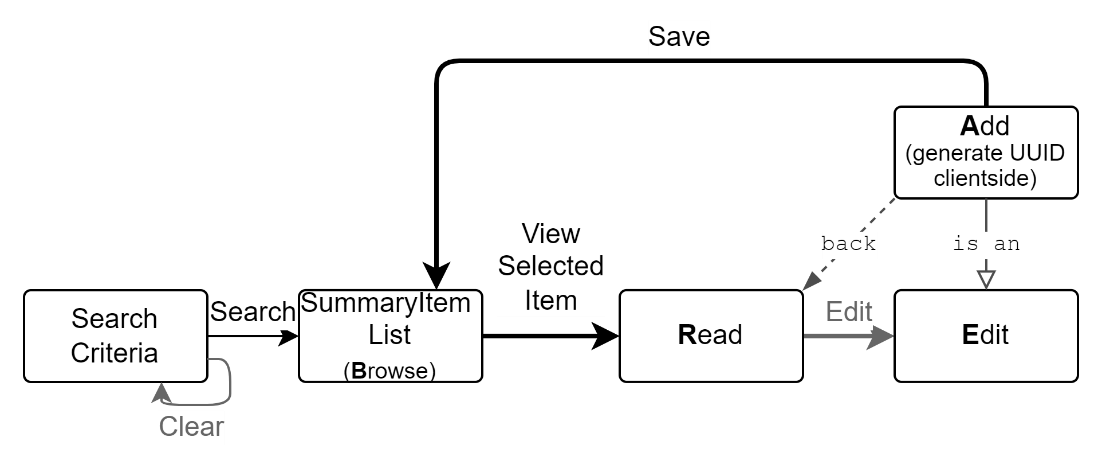 Save
Add
(generate UUID
clientside)
View
Selected
Item
back
is an
Search
Criteria
Search
SummaryItem
List
(Browse)
Read
Edit
Edit
Clear